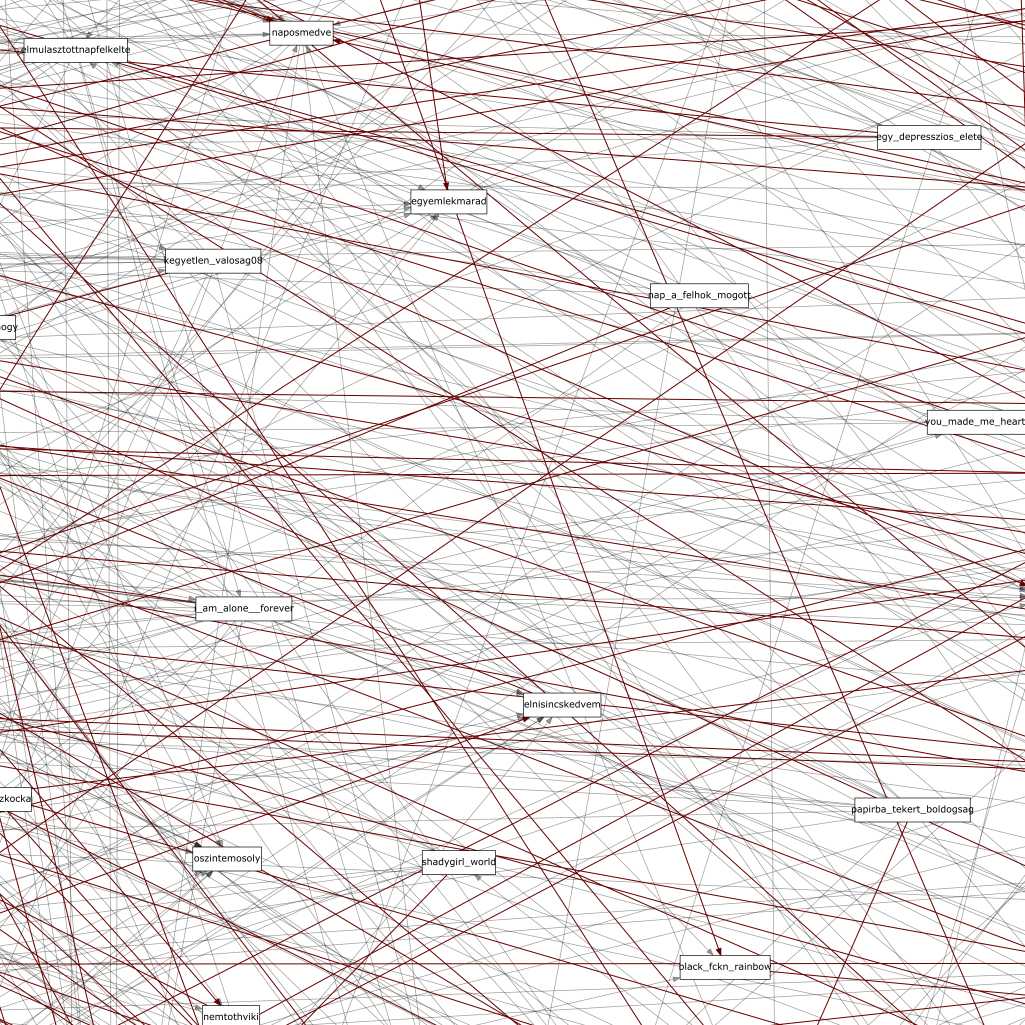 naposmedve
elmulasztottnapfelkelte
egy_depresszios_elete
egyemlekmarad
kegyetlen_valosag08
nap_a_felhok_mogott
ogy
you_made_me_heart
i_am_alone__forever
elnisincskedvem
zkocka
papirba_tekert_boldogsag
oszintemosoly
shadygirl_world
black_fckn_rainbow
nemtothviki